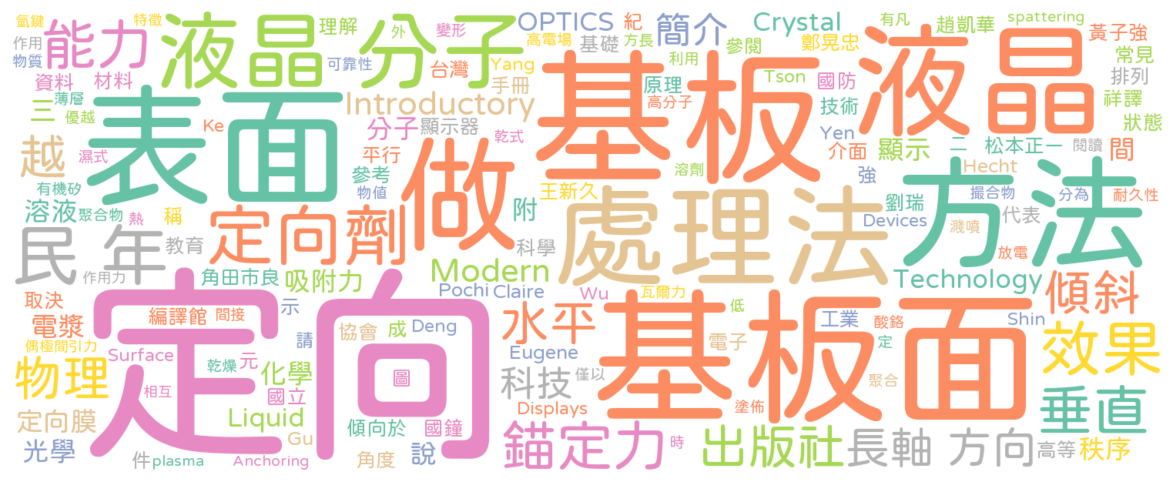 氫鍵 特徵 能力 液晶 分子 理解 外 變形 OPTICS 紀 簡介 Crystal 有凡 趙凱華 spattering
作用 物質 可靠性 高電場 基礎 方長 參閱 鄭晃忠 黃子強 常見
資料 材料 台灣 Yang 手冊 基板 原理 利用 Tson 國防 液晶 排列
三 薄層 優越 表面 Ke Introductory 高分子 技術 祥譯
越 濕式 分子 顯示器 乾式 做 Yen 介面 顯示 二 松本正一 閱讀 間 狀態
有機矽 平行 參考 物值 溶劑 處理法 強 Hecht 方法
溶液 聚合物 熱 稱 定向劑 附 王新久 劉瑞 撮合物 分為 耐久性
民 年 教育 科學 Devices 濺噴 代表
作用力 角田市良 吸附力 Modern 放電 Technology
取決 定向 示 Pochi Claire Wu 瓦爾力 低 傾斜
電漿 編譯館 間接 請 協會 成 Deng 水平 基板面 工業 酸鉻 Shin 效果
偶極間引力 Surface 乾燥 元 化學 圖 Eugene 電子 定
物理 相互 國立 科技 僅以 聚合 垂直
定向膜 Liquid Displays 塗佈
光學 件 plasma Gu Anchoring 傾向於 角度 國鐘 說 錨定力 時 出版社 長軸 方向 高等 秩序